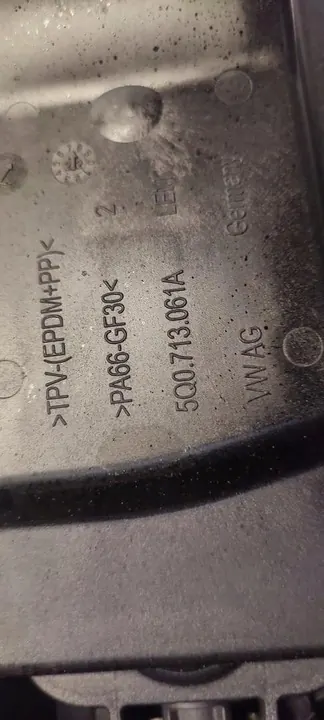 >TPV-(EPDM+PP)<
>PA66-GF30< 2
5Q0.713.061A
VW AG Germany